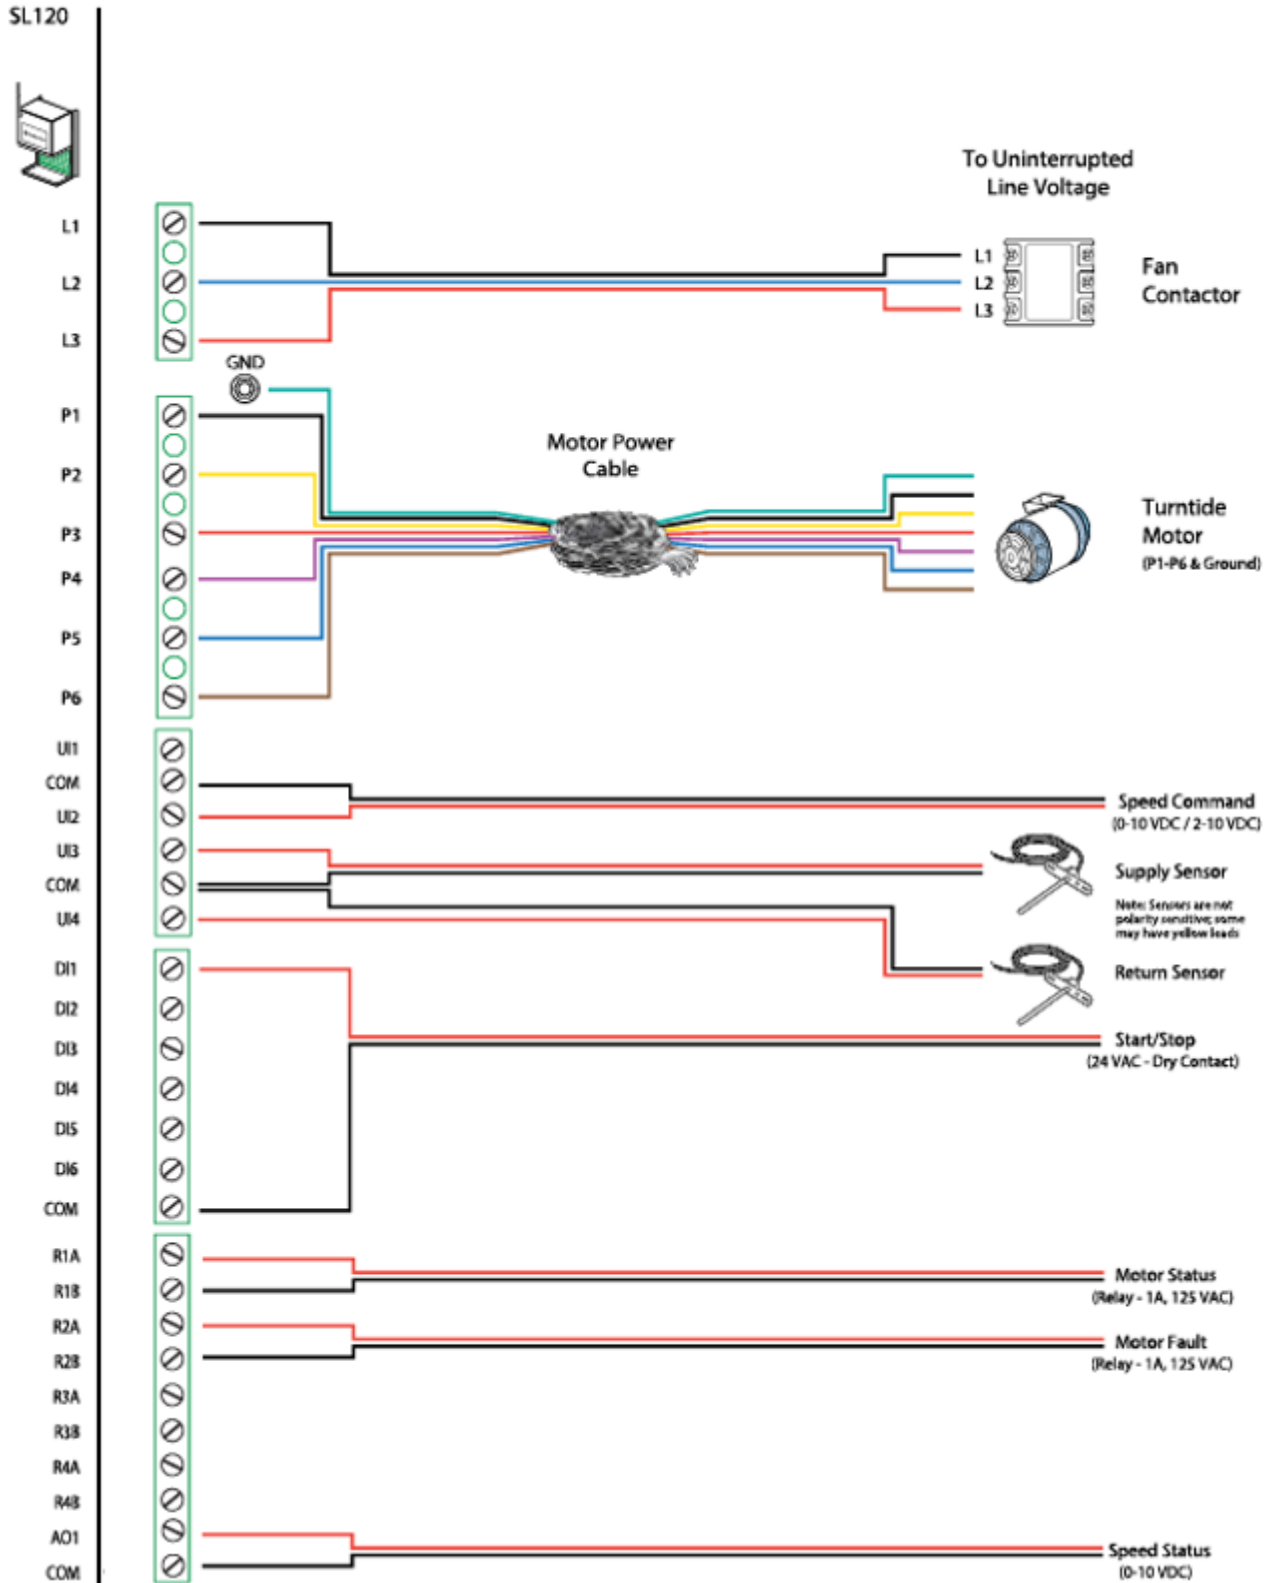 SL120
To Uninterrupted
Line Voltage
L1
L2
L3
L1
L2
L3
Fan
Contactor
GND
P1
P2
P3
P4
P5
P6
Motor Power
Cable
Turntide
Motor
(P1-P6 & Ground)
UI1
COM
UI2
UI3
COM
UI4
Speed Command
(0-10 VDC / 2-10 VDC)
Supply Sensor
Note: Sensors are not
polarity sensitive; some
may have yellow leads
Return Sensor
DI1
DI2
DI3
DI4
DI5
DI6
COM
Start/Stop
(24 VAC - Dry Contact)
R1A
R1B
R2A
R2B
R3A
R3B
R4A
R4B
AO1
COM
Motor Status
(Relay - 1A, 125 VAC)
Motor Fault
(Relay - 1A, 125 VAC)
Speed Status
(0-10 VDC)